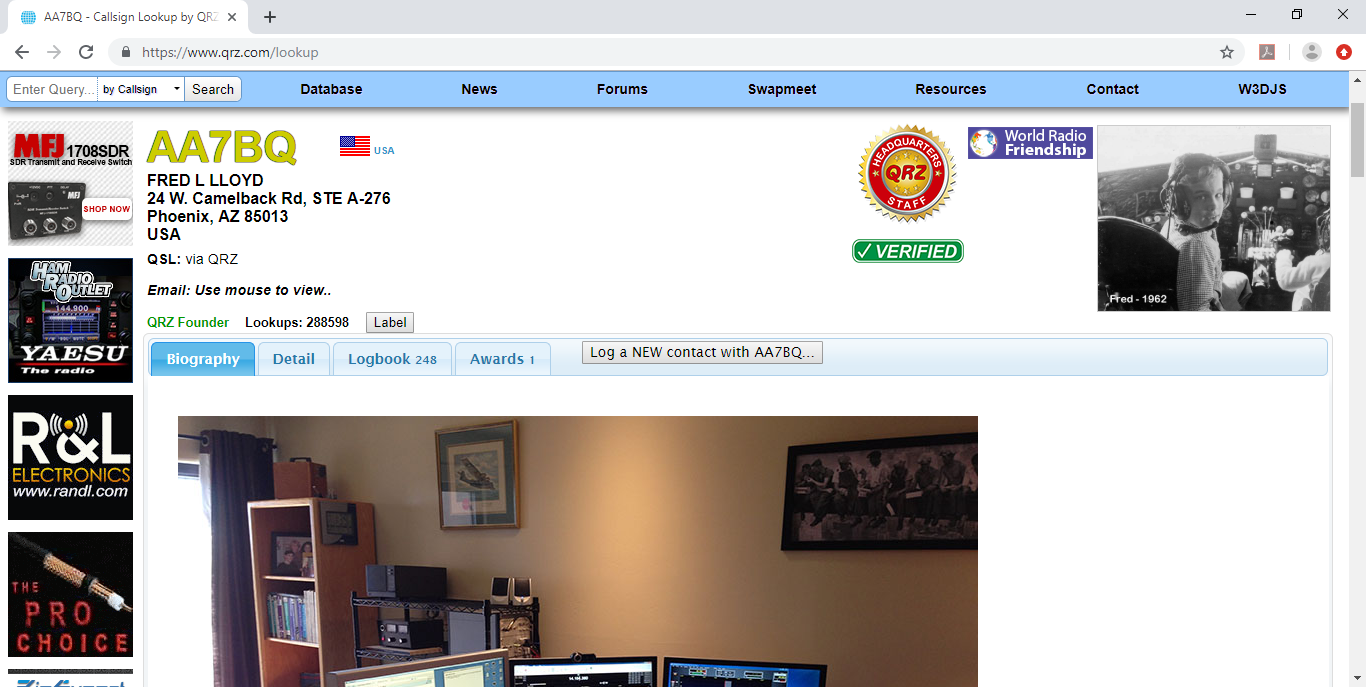 AA7BQ - Callsign Lookup by QRZ
https://www.qrz.com/lookup
Enter Query... by Callsign Search Database News Forums Swapmeet Resources Contact W3DJS
MFJ 1708SDR
SDR Transmit and Receive Switch
MFJ
SHOP NOW
HAM RADIO OUTLET
144.900
YAESU
The radio
R&L
ELECTRONICS
www.randl.com
THE
PRO
CHOICE
AA7BQ
USA
FRED L LLOYD
24 W. Camelback Rd, STE A-276
Phoenix, AZ 85013
USA
QSL: via QRZ
Email: Use mouse to view..
QRZ Founder Lookups: 288598 Label
HEADQUARTERS
QRZ
STAFF
VERIFIED
World Radio
Friendship
Fred - 1962
Biography Detail Logbook 248 Awards 1 Log a NEW contact with AA7BQ...